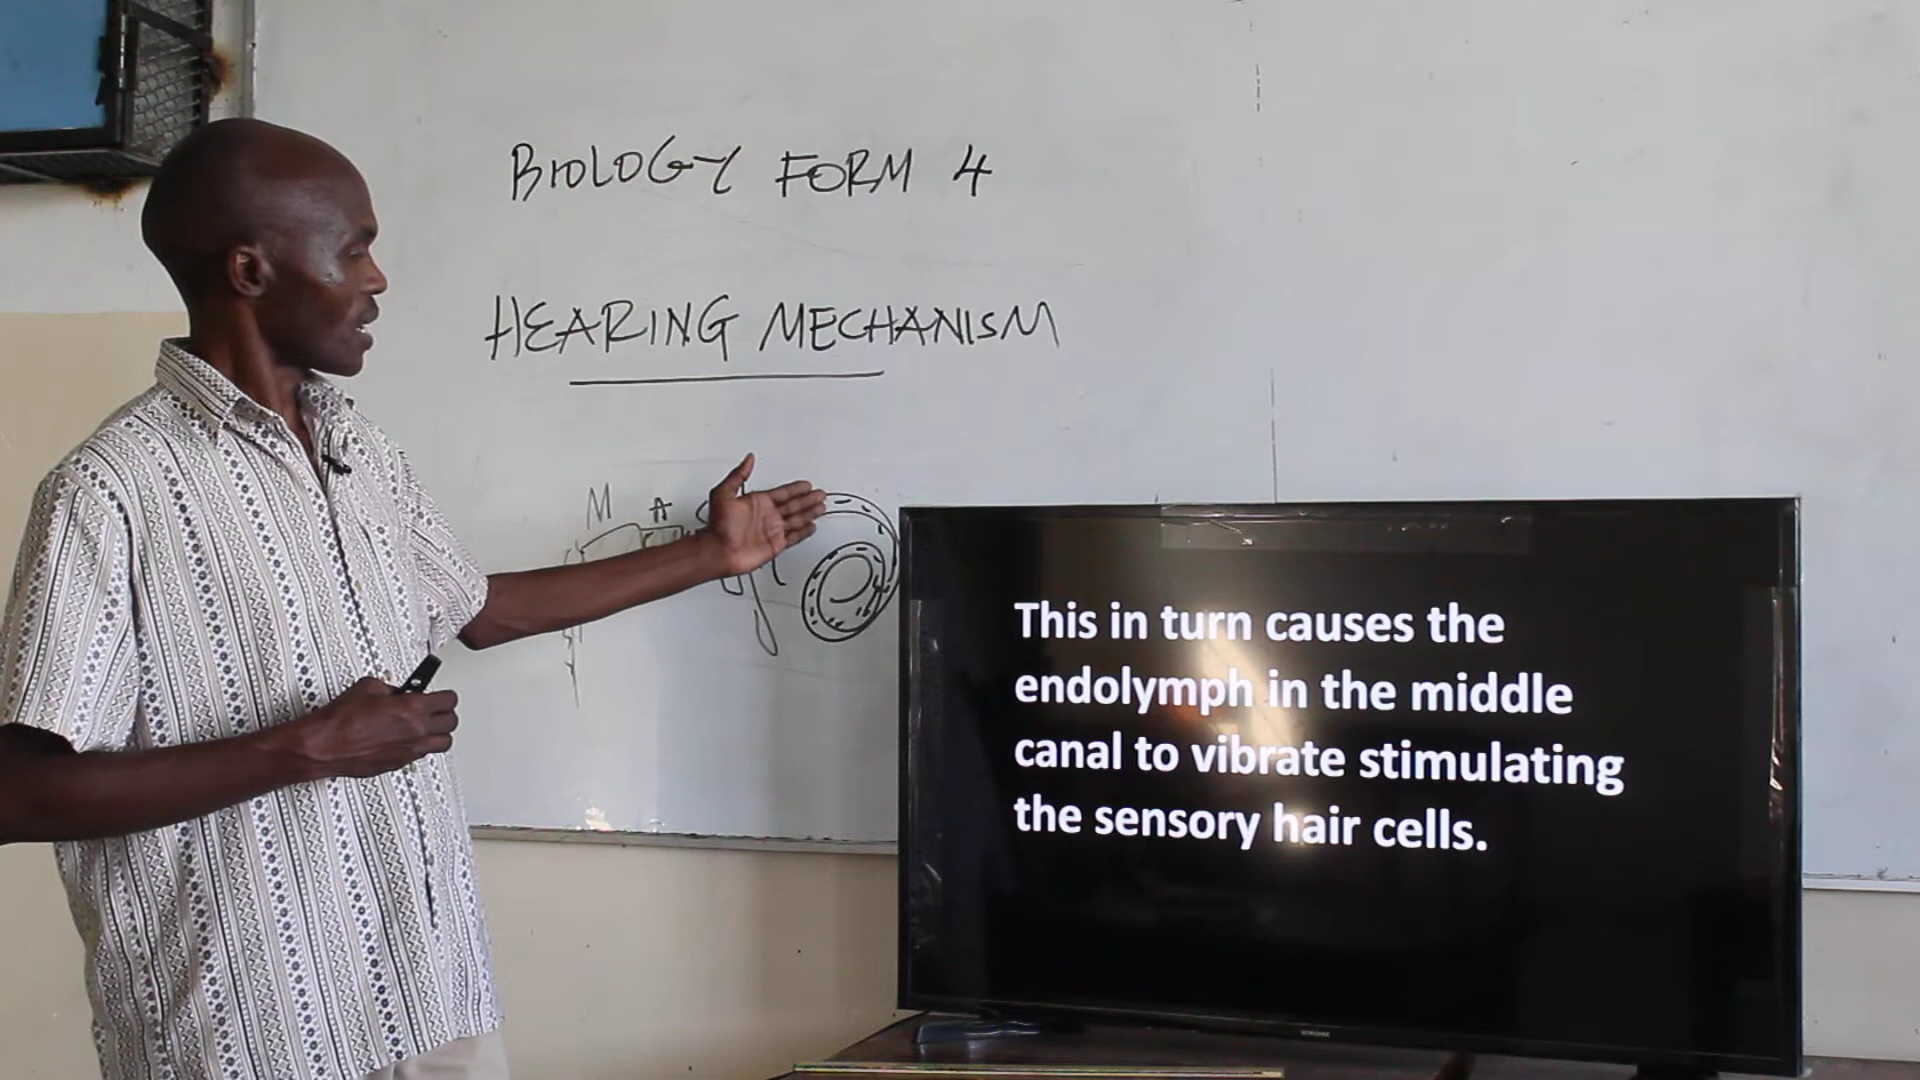 BIOLOGY FORM 4
HEARING MECHANISM
M A
This in turn causes the
endolymph in the middle
canal to vibrate stimulating
the sensory hair cells.
SAMSUNG